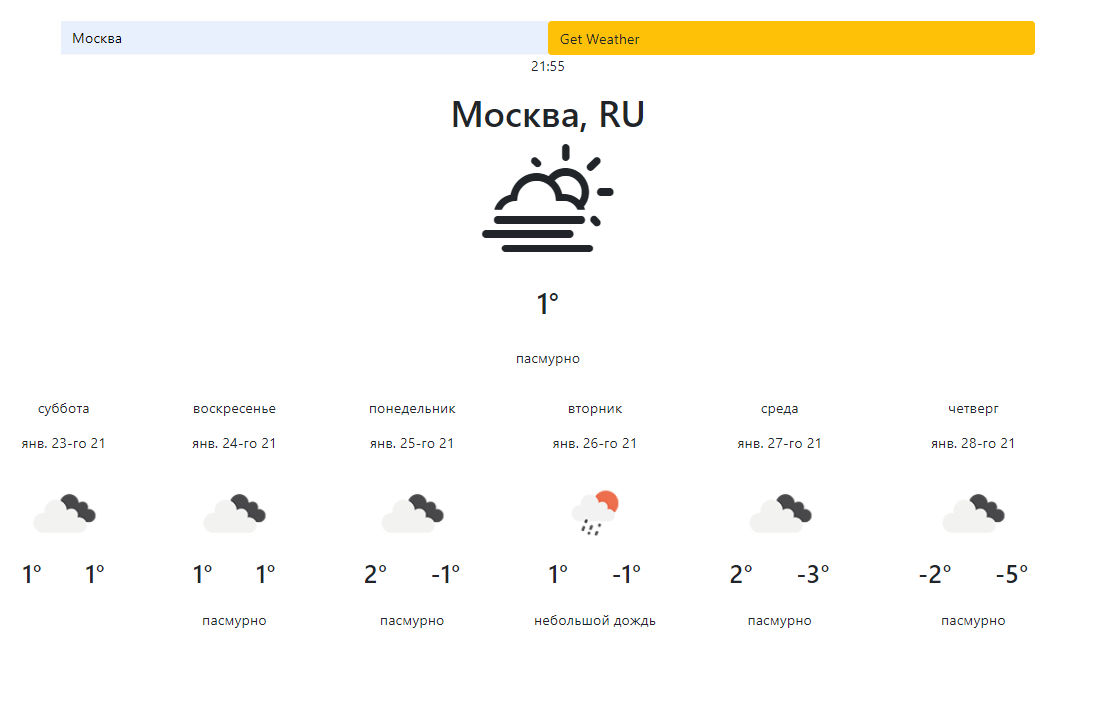 Москва Get Weather
21:55
Москва, RU
1°
пасмурно
суббота воскресенье понедельник вторник среда четверг
янв. 23-го 21 янв. 24-го 21 янв. 25-го 21 янв. 26-го 21 янв. 27-го 21 янв. 28-го 21
1° 1° 1° 1° 2° -1° 1° -1° 2° -3° -2° -5°
пасмурно пасмурно небольшой дождь пасмурно пасмурно